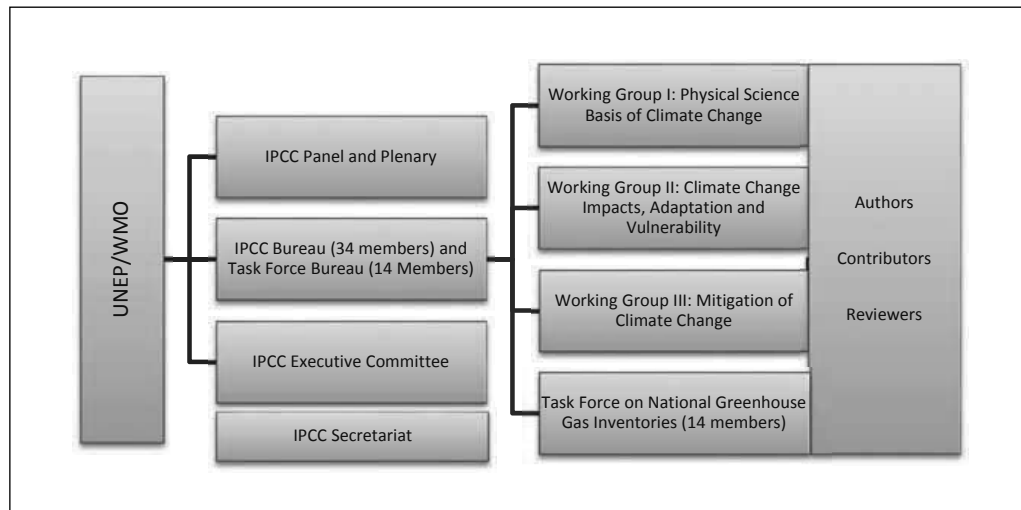 UNEP/WMO
IPCC Panel and Plenary
IPCC Bureau (34 members) and
Task Force Bureau (14 Members)
IPCC Executive Committee
IPCC Secretariat
Working Group I: Physical Science
Basis of Climate Change
Working Group II: Climate Change
Impacts, Adaptation and
Vulnerability
Working Group III: Mitigation of
Climate Change
Task Force on National Greenhouse
Gas Inventories (14 members)
Authors
Contributors
Reviewers